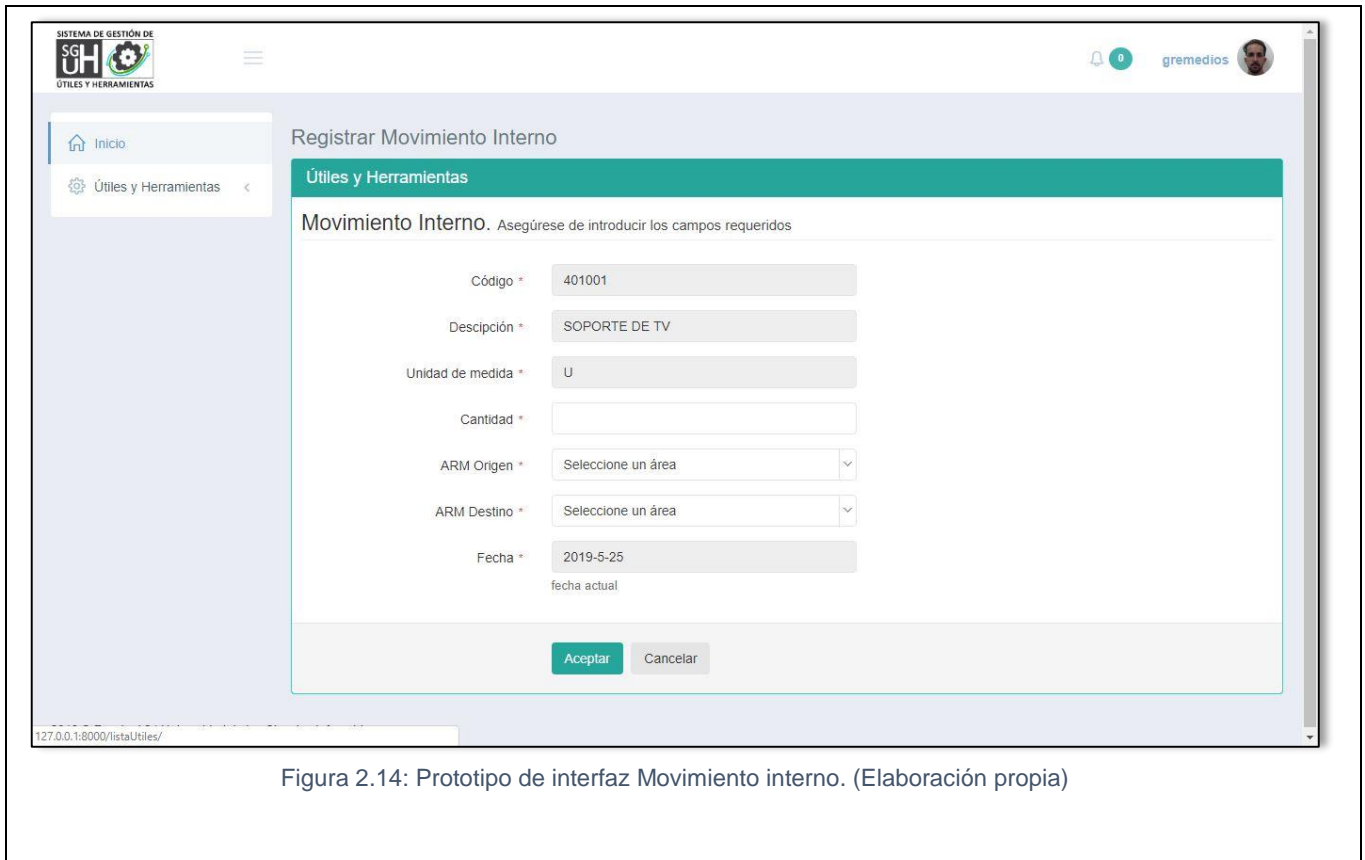 SISTEMA DE GESTIÓN DE
SG
UH
ÚTILES Y HERRAMIENTAS
0
gremedios
Inicio
Útiles y Herramientas
Registrar Movimiento Interno
Útiles y Herramientas
Movimiento Interno. Asegúrese de introducir los campos requeridos
Código * 401001
Descipción * SOPORTE DE TV
Unidad de medida * U
Cantidad *
ARM Origen * Seleccione un área
ARM Destino * Seleccione un área
Fecha * 2019-5-25
fecha actual
Aceptar Cancelar
127.0.0.1:8000/listaUtiles/
Figura 2.14: Prototipo de interfaz Movimiento interno. (Elaboración propia)